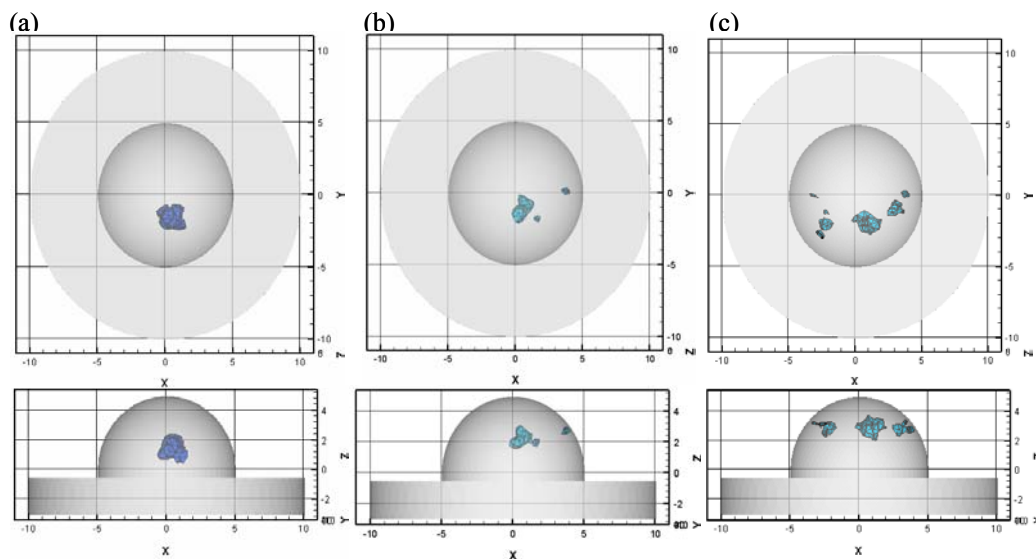 (a) (b) (c)
10 10 10
5 5 5
0 0 0
-5 -5 -5
-10 -10 -10
Y Y Y
-10 -5 0 5 10
-10 -5 0 5 10
-10 -5 0 5 10
Z Z
X X X
4 4 4
2 2 2
0 0 0
-2 -2 -2
Z Z Z
-10 -5 0 5 10
-10 -5 0 5 10
-10 -5 0 5 10
Y Y
X X X